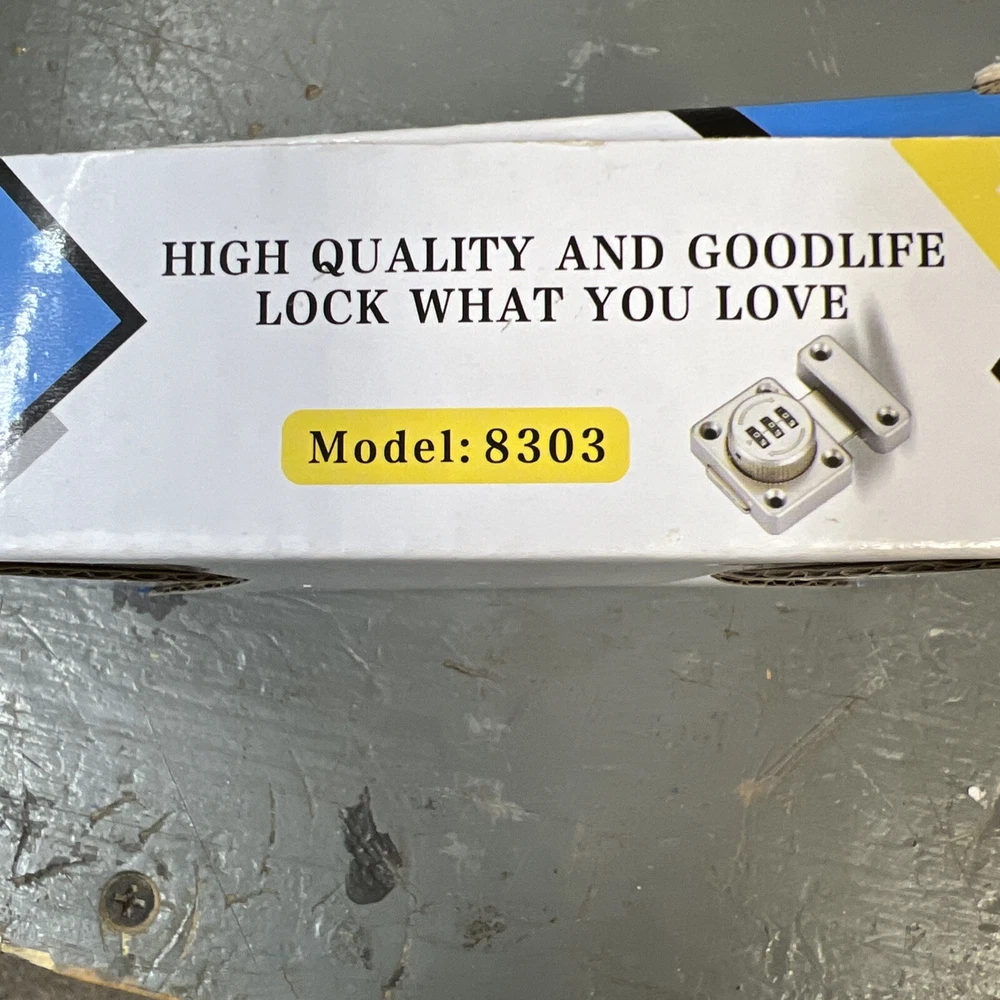 HIGH QUALITY AND GOODLIFE
LOCK WHAT YOU LOVE
Model: 8303